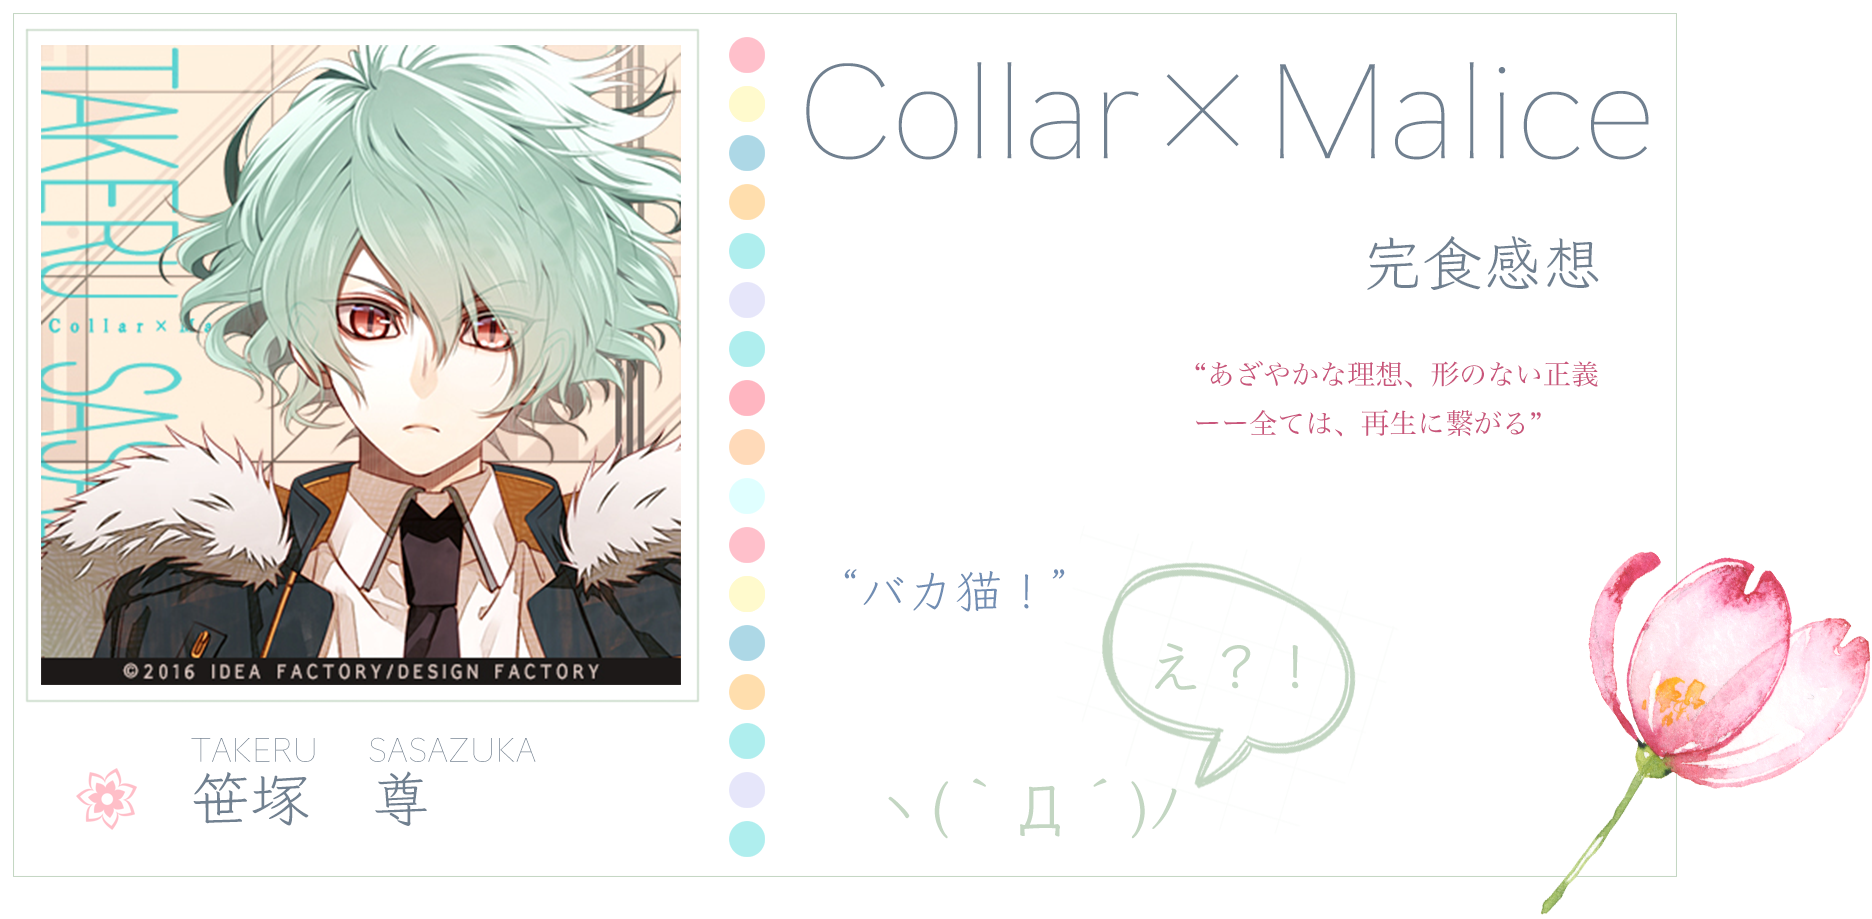 TAKERU SASA
TAKERU SASA
Collar×Ma
©2016 IDEA FACTORY/DESIGN FACTORY
TAKERU SASAZUKA
笹塚 尊
Collar×Malice
完食感想
“あざやかな理想、形のない正義
ーー全ては、再生に繋がる”
“バカ猫！”
え？！
ヽ(｀Д´)ノ